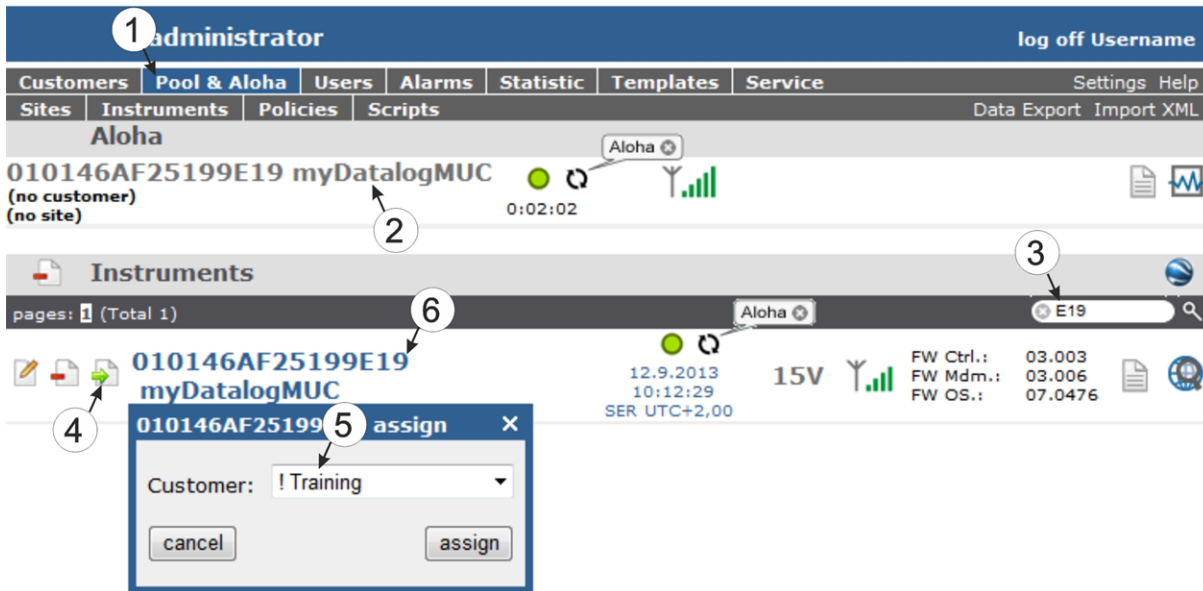 1
administrator
log off Username
Customers Pool & Aloha Users Alarms Statistic Templates Service Settings Help
Sites Instruments Policies Scripts Data Export Import XML
Aloha
Aloha
010146AF25199E19 myDatalogMUC
(no customer)
(no site)
0:02:02
2
3
Instruments
pages: 1 (Total 1)
6
Aloha
E19
010146AF25199E19
myDatalogMUC
12.9.2013
10:12:29
SER UTC+2,00
15V
FW Ctrl.: 03.003
FW Mdm.: 03.006
FW OS.: 07.0476
4
010146AF25199 5 assign ×
Customer: ! Training
cancel assign